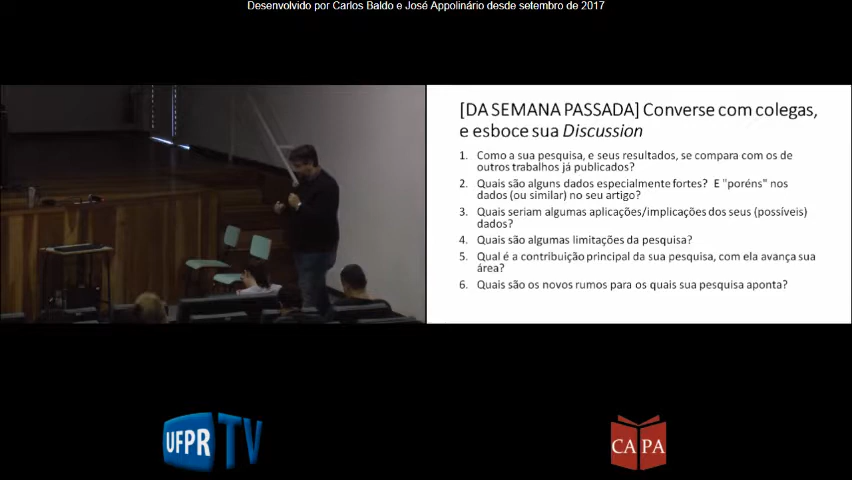 Desenvolvido por Carlos Baldo e José Appolinário desde setembro de 2017
[DA SEMANA PASSADA] Converse com colegas,
e esboce sua Discussion
1. Como a sua pesquisa, e seus resultados, se compara com os de
outros trabalhos já publicados?
2. Quais são alguns dados especialmente fortes? E "poréns" nos
dados (ou similar) no seu artigo?
3. Quais seriam algumas aplicações/implicações dos seus (possíveis)
dados?
4. Quais são algumas limitações da pesquisa?
5. Qual é a contribuição principal da sua pesquisa, com ela avança sua
área?
6. Quais são os novos rumos para os quais sua pesquisa aponta?
UFPR TV
CAPA